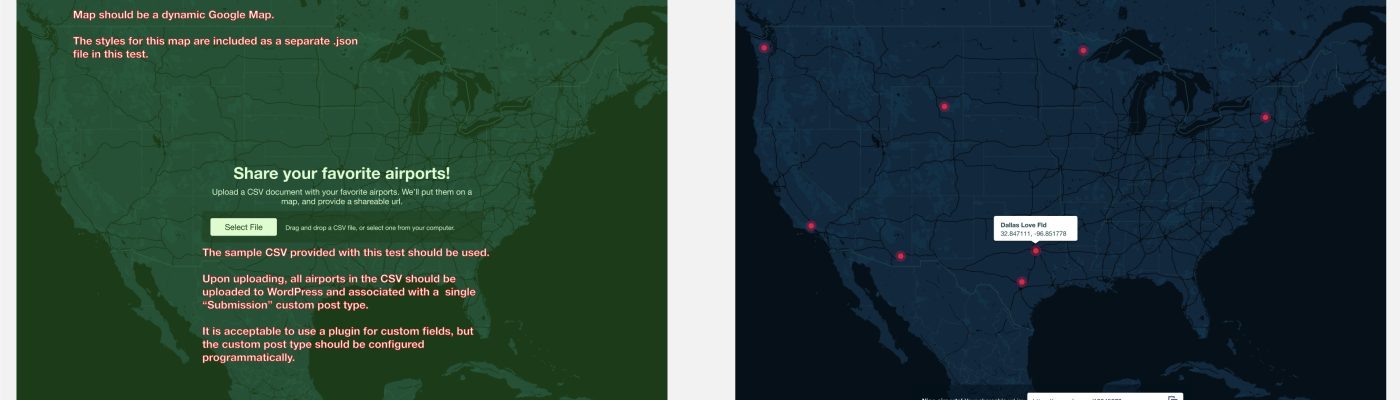 Map should be a dynamic Google Map.
The styles for this map are included as a separate .json
file in this test.
Share your favorite airports!
Upload a CSV document with your favorite airports. We'll put them on a
map, and provide a shareable url.
Select File
Drag and drop a CSV file, or select one from your computer.
The sample CSV provided with this test should be used.
Upon uploading, all airports in the CSV should be
uploaded to WordPress and associated with a single
“Submission” custom post type.
It is acceptable to use a plugin for custom fields, but
the custom post type should be configured
programmatically.
Dallas Love Fld
32.847111, -96.851778